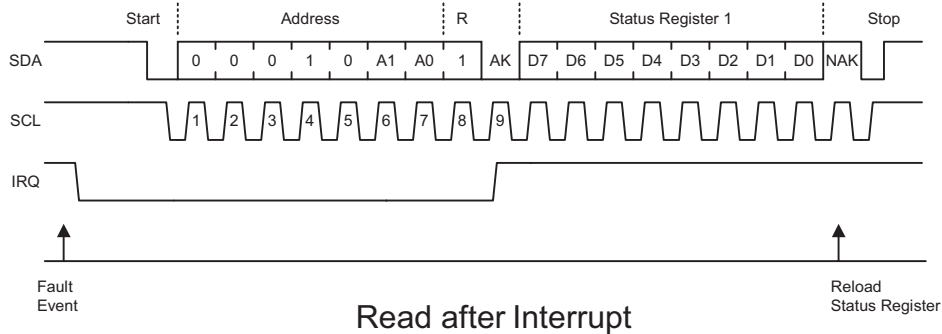 Start Address R Status Register 1 Stop
SDA 0 0 0 1 0 A1 A0 1 AK D7 D6 D5 D4 D3 D2 D1 D0 NAK
SCL 1 2 3 4 5 6 7 8 9
IRQ
Fault
Event
Reload
Status Register
Read after Interrupt